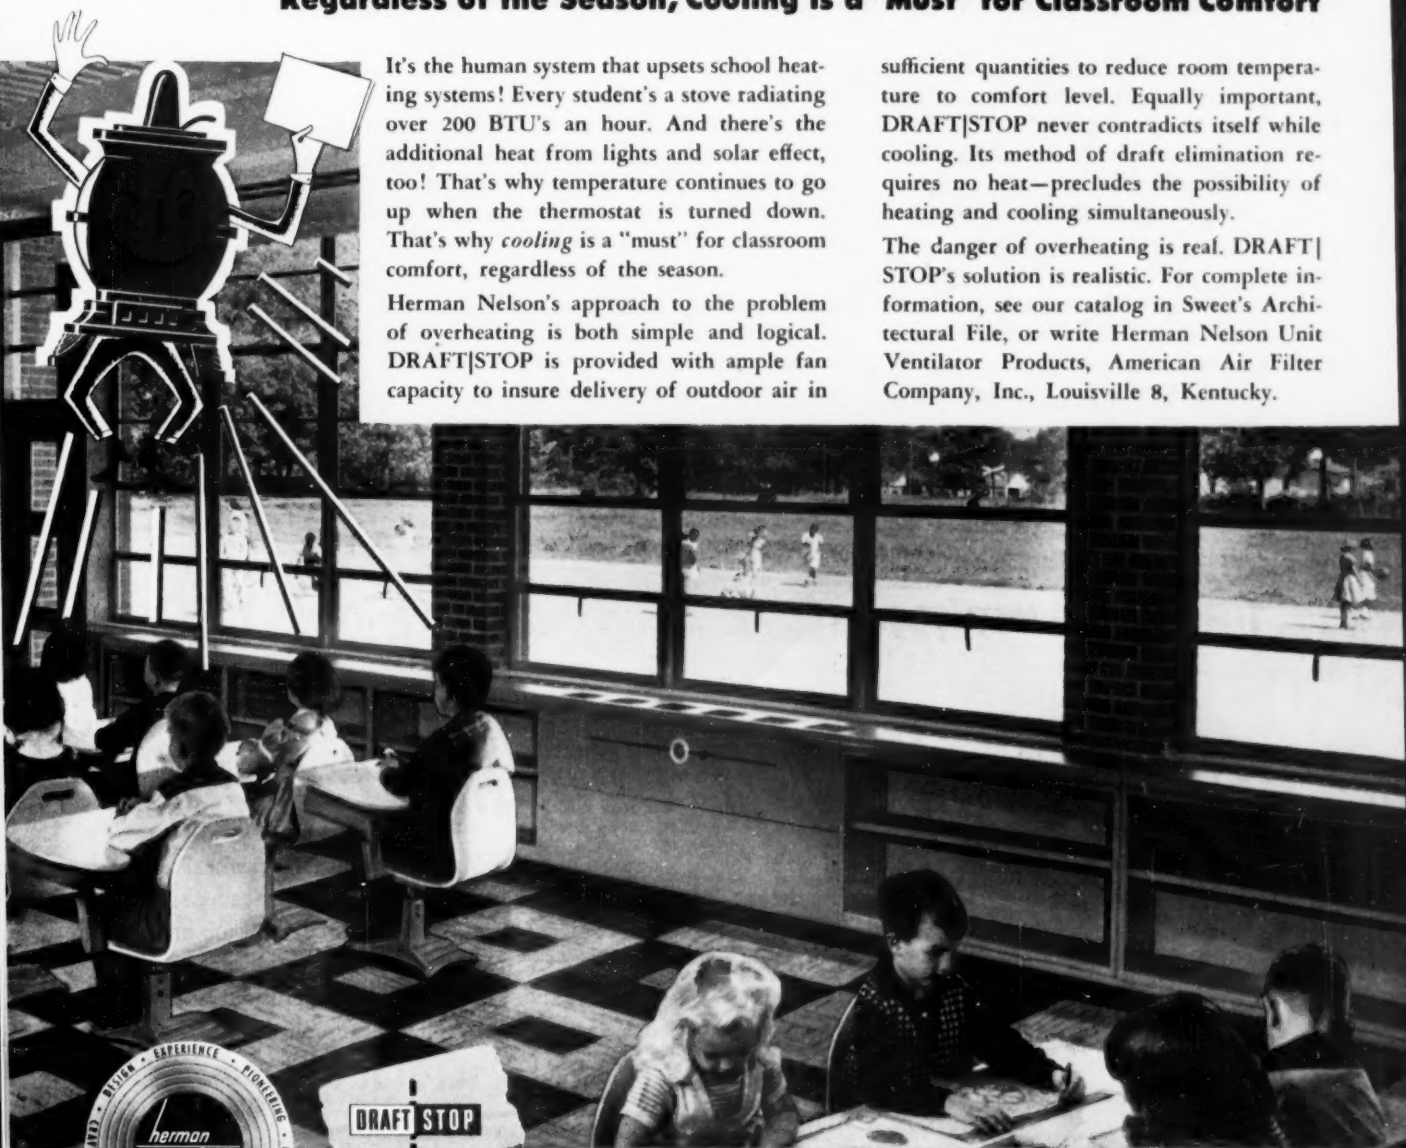 Regardless of the Season, Cooling is a "Must" for Classroom Comfort
It's the human system that upsets school heat-
ing systems! Every student's a stove radiating
over 200 BTU's an hour. And there's the
additional heat from lights and solar effect,
too! That's why temperature continues to go
up when the thermostat is turned down.
That's why cooling is a "must" for classroom
comfort, regardless of the season.
Herman Nelson's approach to the problem
of overheating is both simple and logical.
DRAFT|STOP is provided with ample fan
capacity to insure delivery of outdoor air in
sufficient quantities to reduce room tempera-
ture to comfort level. Equally important,
DRAFT|STOP never contradicts itself while
cooling. Its method of draft elimination re-
quires no heat—precludes the possibility of
heating and cooling simultaneously.
The danger of overheating is real. DRAFT|
STOP's solution is realistic. For complete in-
formation, see our catalog in Sweet's Archi-
tectural File, or write Herman Nelson Unit
Ventilator Products, American Air Filter
Company, Inc., Louisville 8, Kentucky.
CRAF • DESIGN • EXPERIENCE • PIONEERING •
herman
DRAFT STOP